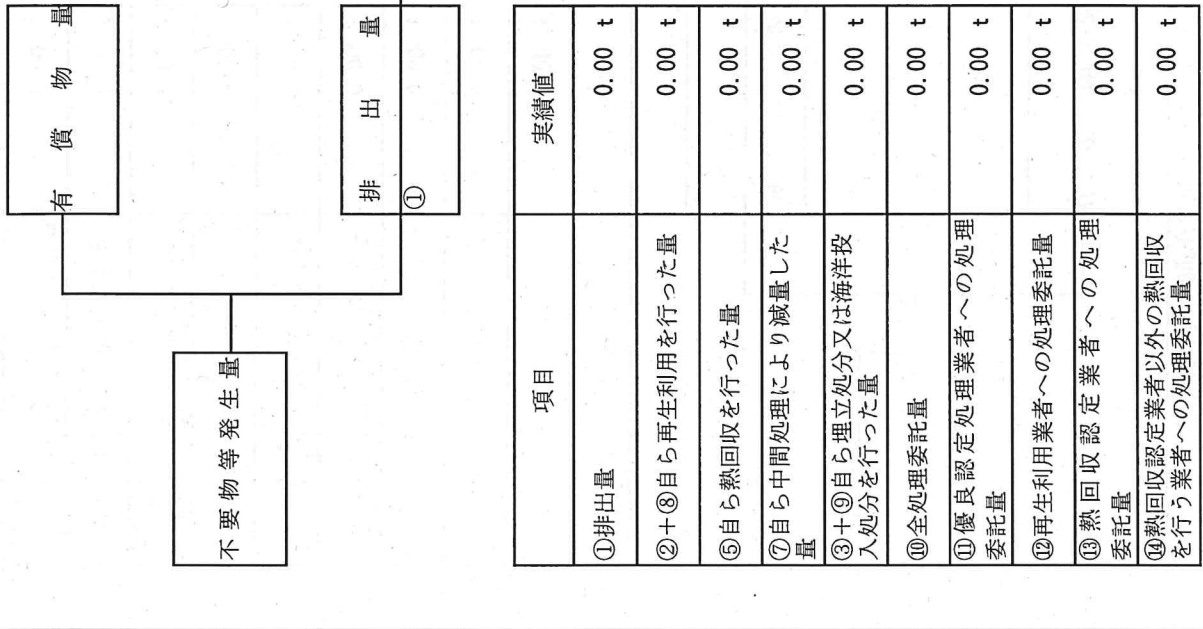 有償物量
排出量
①
不要物等発生量
項目
実績値
①排出量
0.00 t
②+⑧自ら再生利用を行った量
0.00 t
⑤自ら熱回収を行った量
0.00 t
⑦自ら中間処理により減量した
量
0.00 t
③+⑨自ら埋立処分又は海洋投
入処分を行った量
0.00 t
⑩全処理委託量
0.00 t
⑪優良認定処理業者への処理
委託量
0.00 t
⑫再生利用業者への処理委託量
0.00 t
⑬熱回収認定業者への処理
委託量
0.00 t
⑭熱回収認定業者以外の熱回収
を行う業者への処理委託量
0.00 t